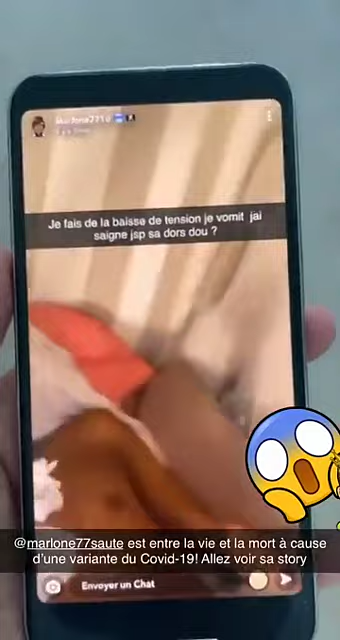 Je fais de la baisse de tension je vomit jai
saigne jsp sa dors dou ?
@marlone77saute est entre la vie et la mort à cause
d'une variante du Covid-19! Allez voir sa story
Envoyer un Chat